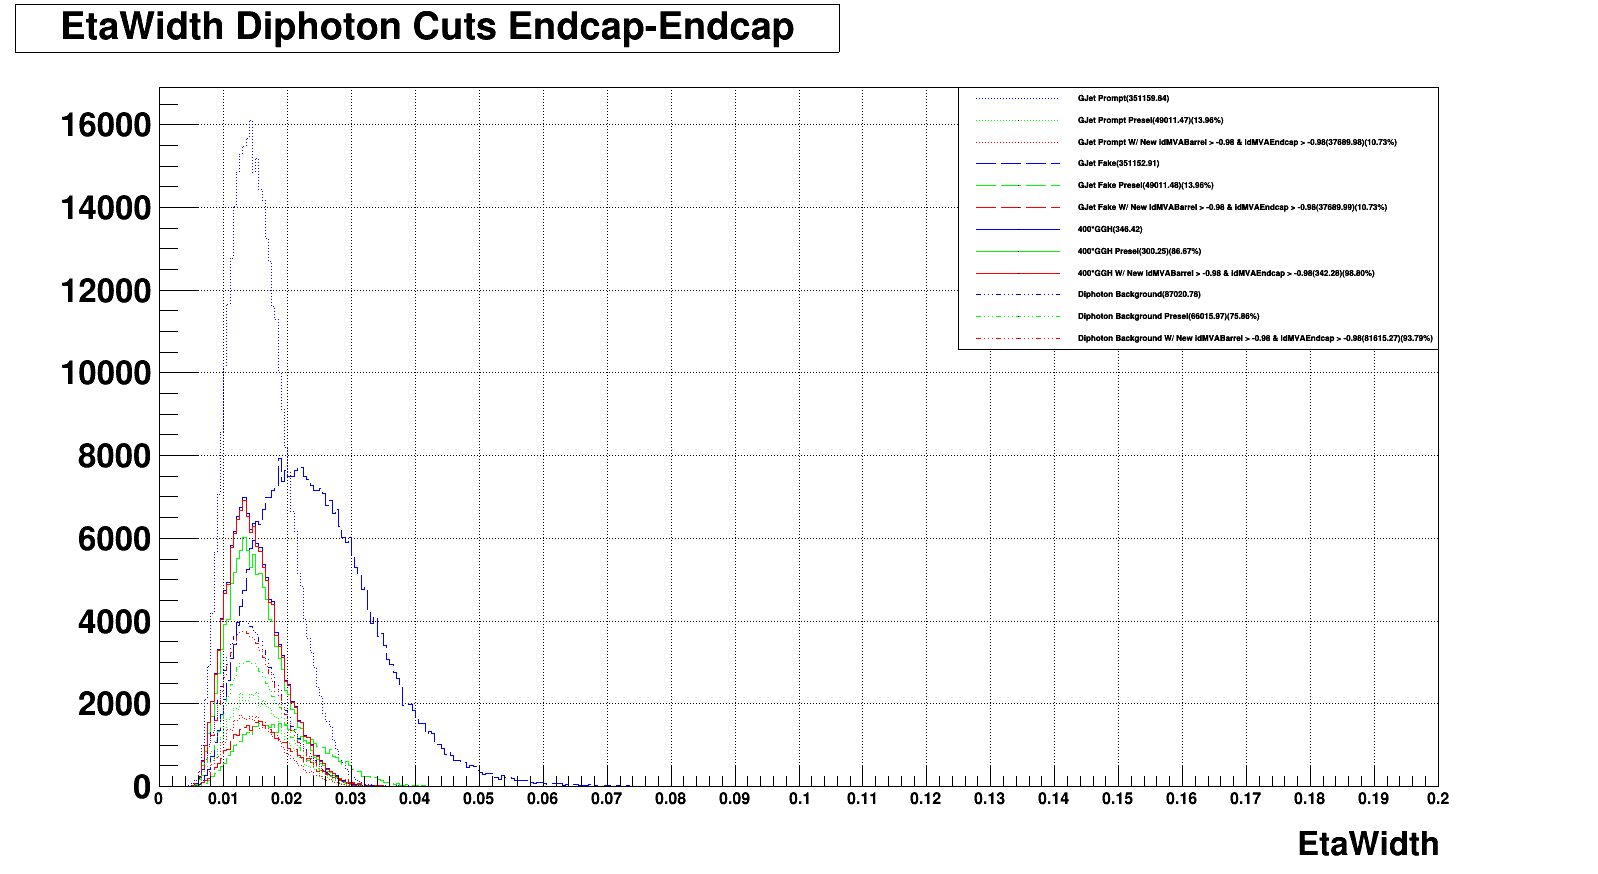 EtaWidth Diphoton Cuts Endcap-Endcap
GJet Prompt(351159.84)
GJet Prompt Presel(49011.47)(13.96%)
GJet Prompt W/ New idMVABarrel > -0.98 & idMVAEndcap > -0.98(37689.98)(10.73%)
GJet Fake(351152.91)
GJet Fake Presel(49011.48)(13.96%)
GJet Fake W/ New idMVABarrel > -0.98 & idMVAEndcap > -0.98(37689.99)(10.73%)
400*GGH(346.42)
400*GGH Presel(300.25)(86.67%)
400*GGH W/ New idMVABarrel > -0.98 & idMVAEndcap > -0.98(342.28)(98.80%)
Diphoton Background(87020.78)
Diphoton Background Presel(66015.97)(75.86%)
Diphoton Background W/ New idMVABarrel > -0.98 & idMVAEndcap > -0.98(81615.27)(93.79%)
16000
14000
12000
10000
8000
6000
4000
2000
0
0 0.01 0.02 0.03 0.04 0.05 0.06 0.07 0.08 0.09 0.1 0.11 0.12 0.13 0.14 0.15 0.16 0.17 0.18 0.19 0.2
EtaWidth